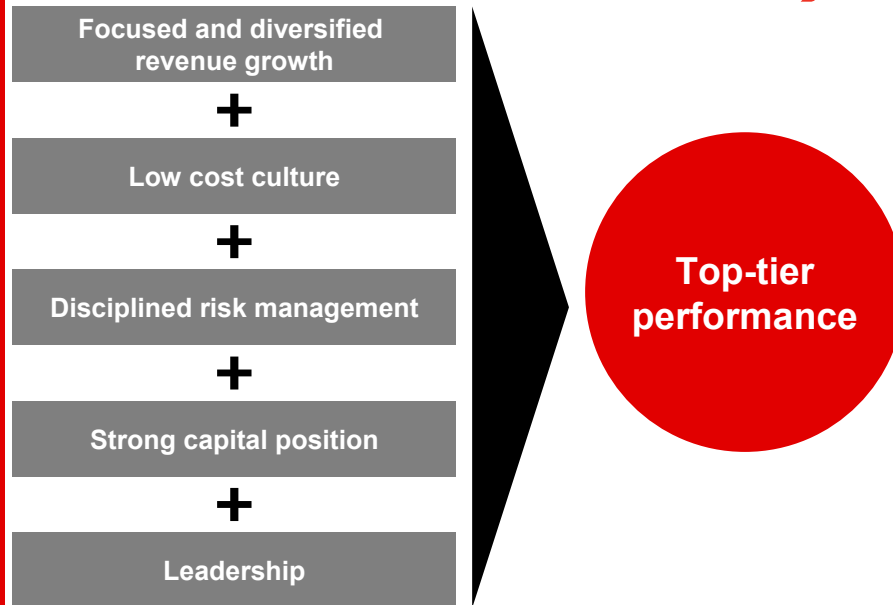 Focused and diversified
revenue growth
+
Low cost culture
+
Disciplined risk management
+
Strong capital position
+
Leadership
Top-tier
performance